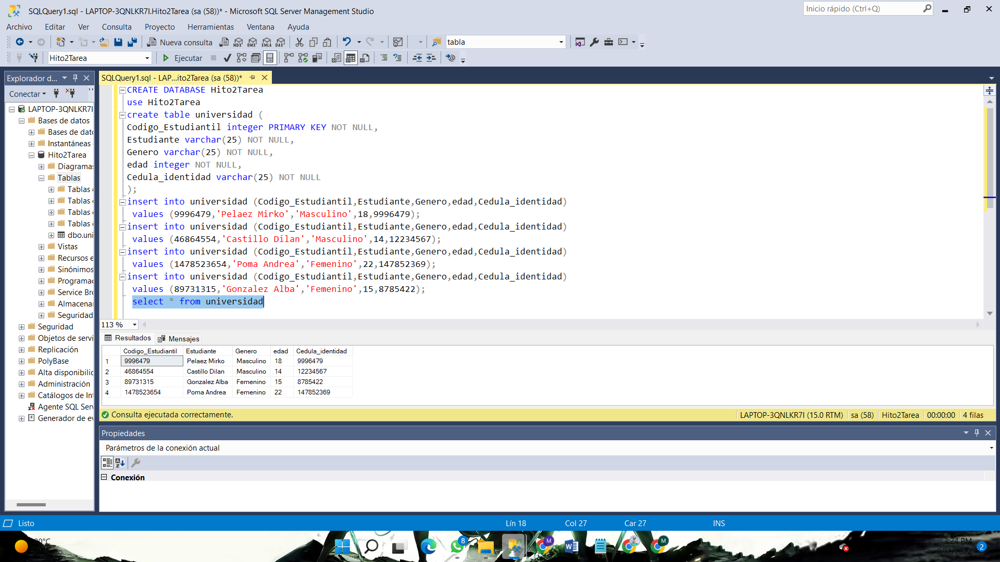 SQLQuery1.sql - LAPTOP-3QNLKR7I.Hito2Tarea (sa (58))* - Microsoft SQL Server Management Studio
Inicio rápido (Ctrl+Q)
Archivo Editar Ver Consulta Proyecto Herramientas Ventana Ayuda
Nueva consulta MDX DMX XMLA DAX tabla
Hito2Tarea Ejecutar
Explorador d...
Conectar
LAPTOP-3QNLKR7I
Bases de datos
Bases de dato
Instantáneas
Hito2Tarea
Diagramas
Tablas
Tablas
Tablas
Tablas
Tablas
dbo.uni
Vistas
Recursos e
Sinónimos
Programac
Service Bro
Almacena
Seguridad
Seguridad
Objetos de servi
Replicación
PolyBase
Alta disponibilid
Administración
Catálogos de Int
Agente SQL Serv
Generador de ev
SQLQuery1.sql - LAP...ito2Tarea (sa (58))*
CREATE DATABASE Hito2Tarea
use Hito2Tarea
create table universidad (
Codigo_Estudiantil integer PRIMARY KEY NOT NULL,
Estudiante varchar(25) NOT NULL,
Genero varchar(25) NOT NULL,
edad integer NOT NULL,
Cedula_identidad varchar(25) NOT NULL
);
insert into universidad (Codigo_Estudiantil,Estudiante,Genero,edad,Cedula_identidad)
values (9996479,'Pelaez Mirko','Masculino',18,9996479);
insert into universidad (Codigo_Estudiantil,Estudiante,Genero,edad,Cedula_identidad)
values (46864554,'Castillo Dilan','Masculino',14,12234567);
insert into universidad (Codigo_Estudiantil,Estudiante,Genero,edad,Cedula_identidad)
values (1478523654,'Poma Andrea','Femenino',22,147852369);
insert into universidad (Codigo_Estudiantil,Estudiante,Genero,edad,Cedula_identidad)
values (89731315,'Gonzalez Alba','Femenino',15,8785422);
select * from universidad
113 %
Resultados Mensajes
Codigo_Estudiantil Estudiante Genero edad Cedula_identidad
1 9996479 Pelaez Mirko Masculino 18 9996479
2 46864554 Castillo Dilan Masculino 14 12234567
3 89731315 Gonzalez Alba Femenino 15 8785422
4 1478523654 Poma Andrea Femenino 22 147852369
Consulta ejecutada correctamente. LAPTOP-3QNLKR7I (15.0 RTM) sa (58) Hito2Tarea 00:00:00 4 filas
Propiedades
Parámetros de la conexión actual
Conexión
Listo Lín 18 Col 27 Car 27 INS
8 M M
3:24 PM
9/12/2022
2